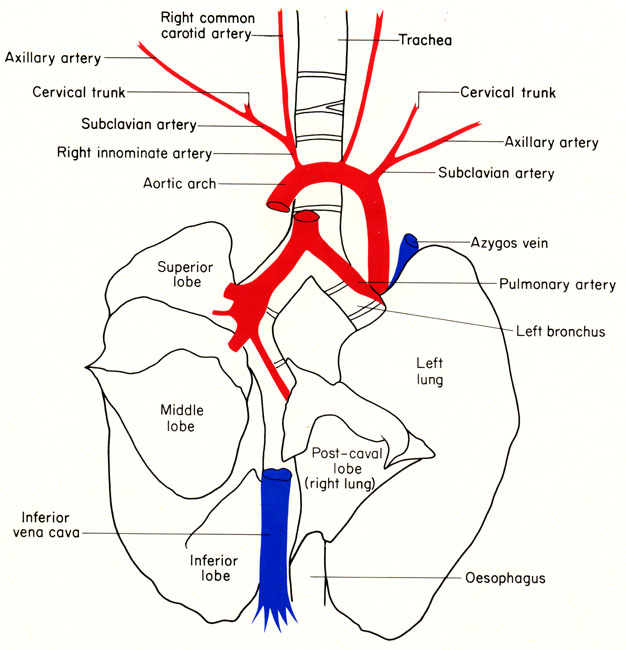 Right common
carotid artery
Trachea
Axillary artery
Cervical trunk
Cervical trunk
Subclavian artery
Axillary artery
Right innominate artery
Subclavian artery
Aortic arch
Azygos vein
Superior
lobe
Pulmonary artery
Left bronchus
Left
lung
Middle
lobe
Post-caval
lobe
(right lung)
Inferior
vena cava
Inferior
lobe
Oesophagus